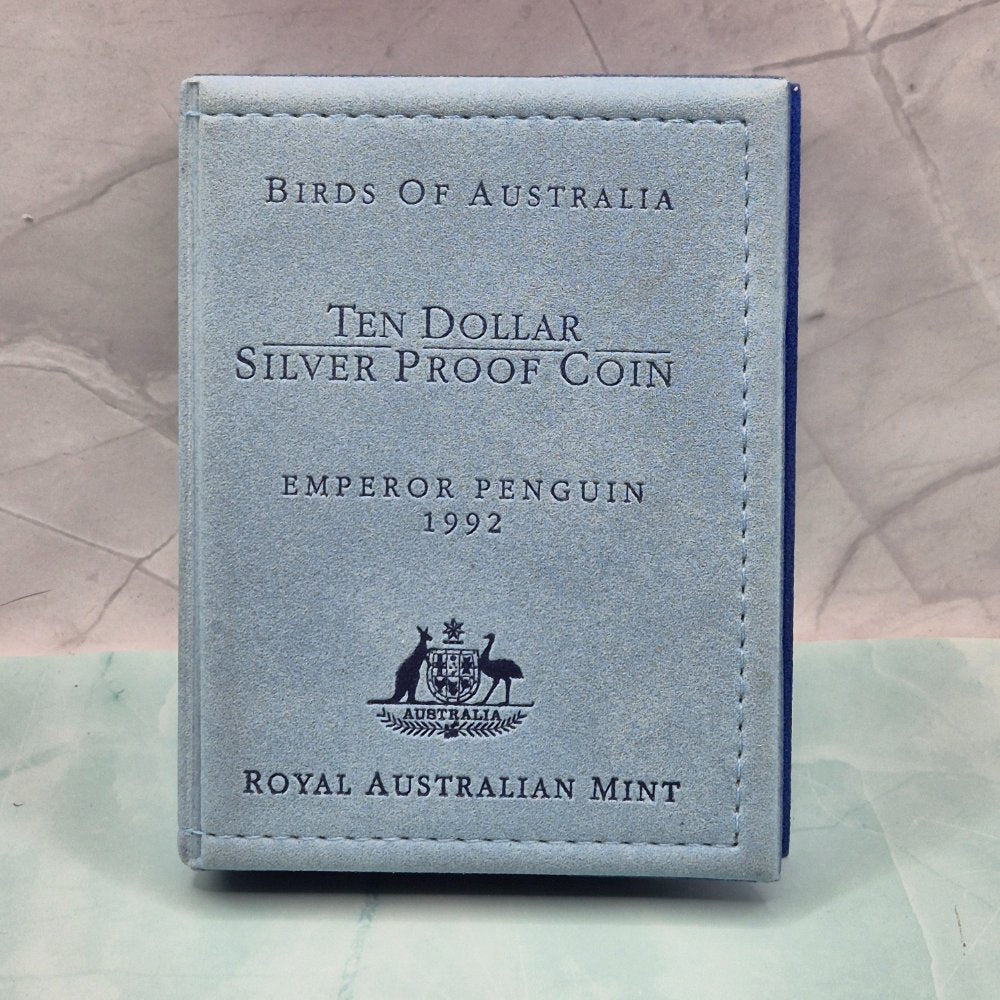 BIRDS OF AUSTRALIA
TEN DOLLAR
SILVER PROOF COIN
EMPEROR PENGUIN
1992
AUSTRALIA
ROYAL AUSTRALIAN MINT